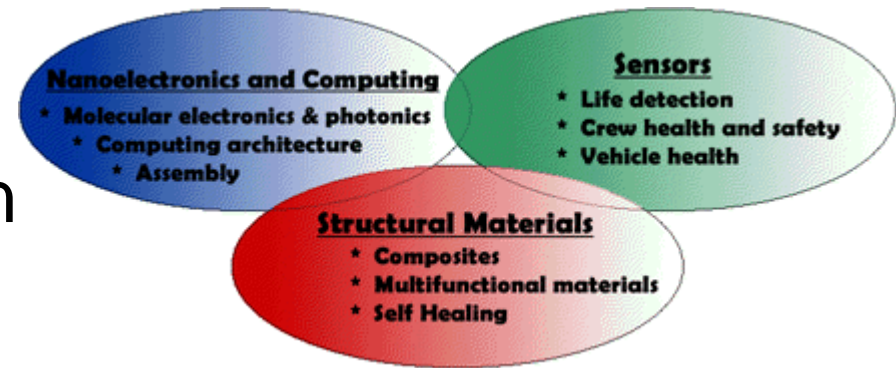 Nanoelectronics and Computing
* Molecular electronics & photonics
* Computing architecture
* Assembly
Sensors
* Life detection
* Crew health and safety
* Vehicle health
n
Structural Materials
* Composites
* Multifunctional materials
* Self Healing